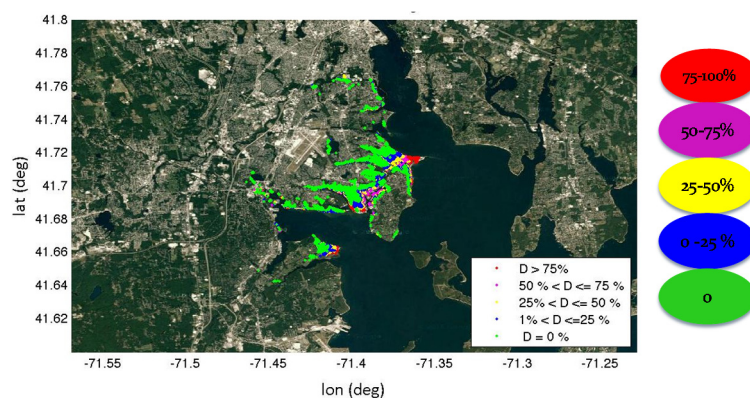 41.8
41.76
41.74
41.72
41.7
41.68
41.66
41.64
41.62
lat (deg)
-71.55
-71.5
-71.45
-71.4
-71.35
-71.3
-71.25
lon (deg)
D > 75%
50 % < D <= 75 %
25% < D <= 50 %
1% < D <=25 %
D = 0 %
75-100%
50-75%
25-50%
0 -25 %
0